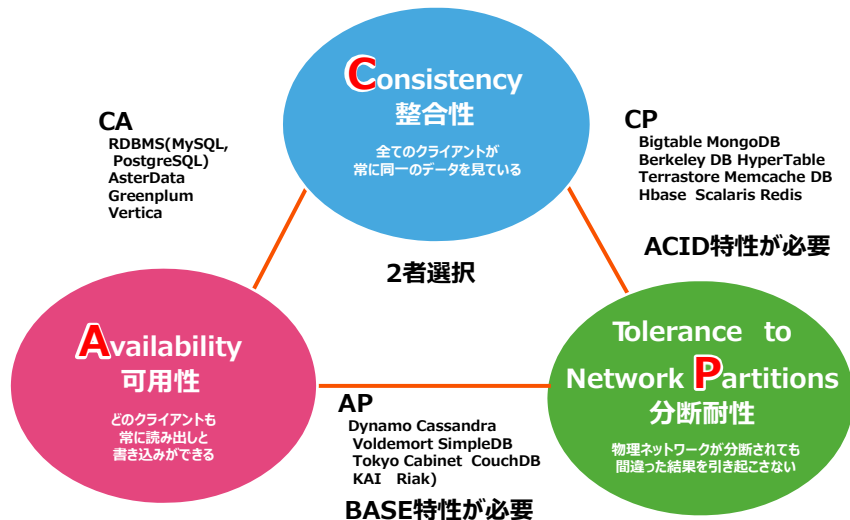 Consistency
整合性
全てのクライアントが
常に同一のデータを見ている
CA
RDBMS(MySQL,
PostgreSQL)
AsterData
Greenplum
Vertica
CP
Bigtable MongoDB
Berkeley DB HyperTable
Terrastore Memcache DB
Hbase Scalaris Redis
ACID特性が必要
2者選択
Availability
可用性
どのクライアントも
常に読み出しと
書き込みができる
Tolerance to
Network Partitions
分断耐性
物理ネットワークが分断されても
間違った結果を引き起こさない
AP
Dynamo Cassandra
Voldemort SimpleDB
Tokyo Cabinet CouchDB
KAI Riak)
BASE特性が必要